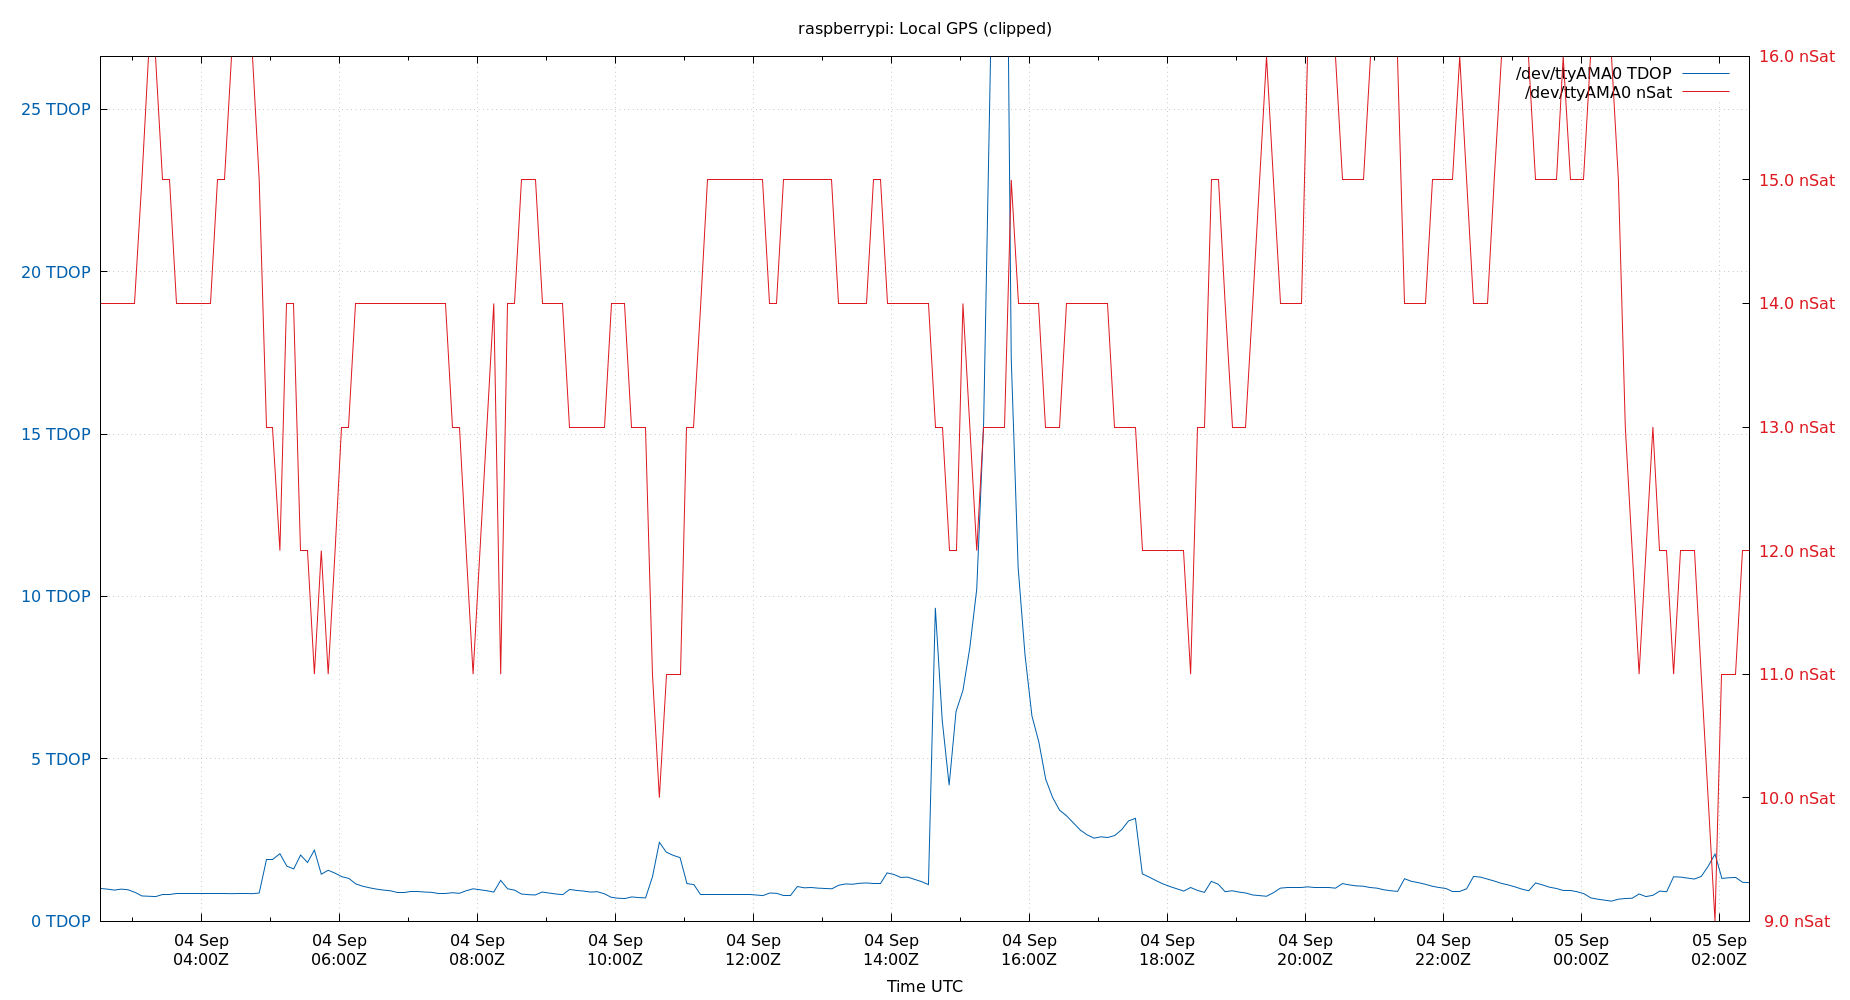 raspberrypi: Local GPS (clipped)
/dev/ttyAMA0 TDOP
/dev/ttyAMA0 nSat
25 TDOP
20 TDOP
15 TDOP
10 TDOP
5 TDOP
0 TDOP
16.0 nSat
15.0 nSat
14.0 nSat
13.0 nSat
12.0 nSat
11.0 nSat
10.0 nSat
9.0 nSat
04 Sep
04:00Z
04 Sep
06:00Z
04 Sep
08:00Z
04 Sep
10:00Z
04 Sep
12:00Z
04 Sep
14:00Z
04 Sep
16:00Z
04 Sep
18:00Z
04 Sep
20:00Z
04 Sep
22:00Z
05 Sep
00:00Z
05 Sep
02:00Z
Time UTC